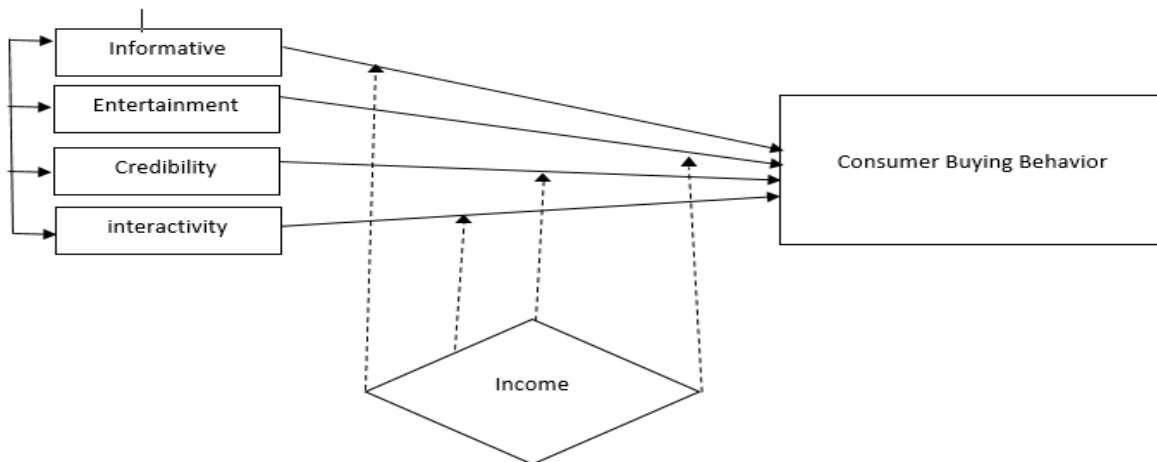 Informative
Entertainment
Credibility
interactivity
Consumer Buying Behavior
Income